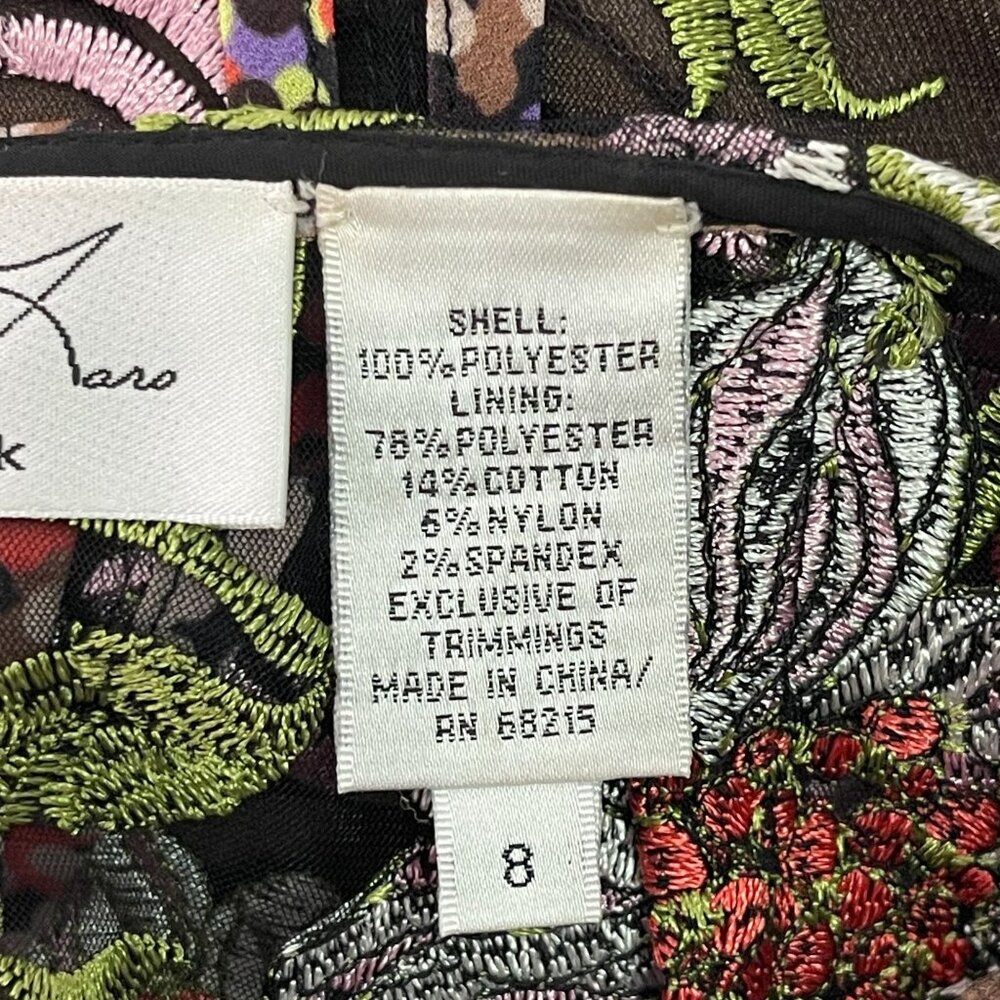 aro
k
SHELL:
100%POLYESTER
LINING:
78%POLYESTER
14%COTTON
6%NYLON
2%SPANDEX
EXCLUSIVE OF
TRIMMINGS
MADE IN CHINA/
RN 68215
8